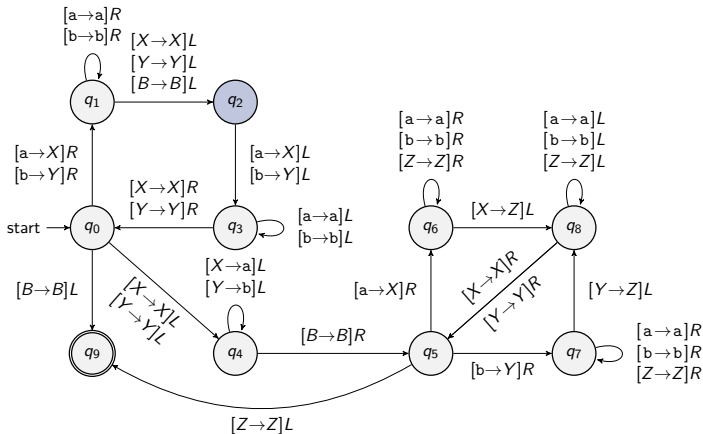 [a→a]R
[b→b]R
[X→X]L
[Y→Y]L
[B→B]L
q₁
q₂
[a→a]R
[b→b]R
[Z→Z]R
[a→a]L
[b→b]L
[Z→Z]L
[a→X]R
[b→Y]R
[a→X]L
[b→Y]L
[X→X]R
[Y→Y]R
start
q₀
q₃
[a→a]L
[b→b]L
q₆
[X→Z]L
q₈
[X→a]L
[Y→b]L
[B→B]L
[X→X]L
[Y→Y]L
[a→X]R
[X→X]R
[Y→Y]R
[Y→Z]L
q₉
q₄
[B→B]R
q₅
[b→Y]R
q₇
[a→a]R
[b→b]R
[Z→Z]R
[Z→Z]L